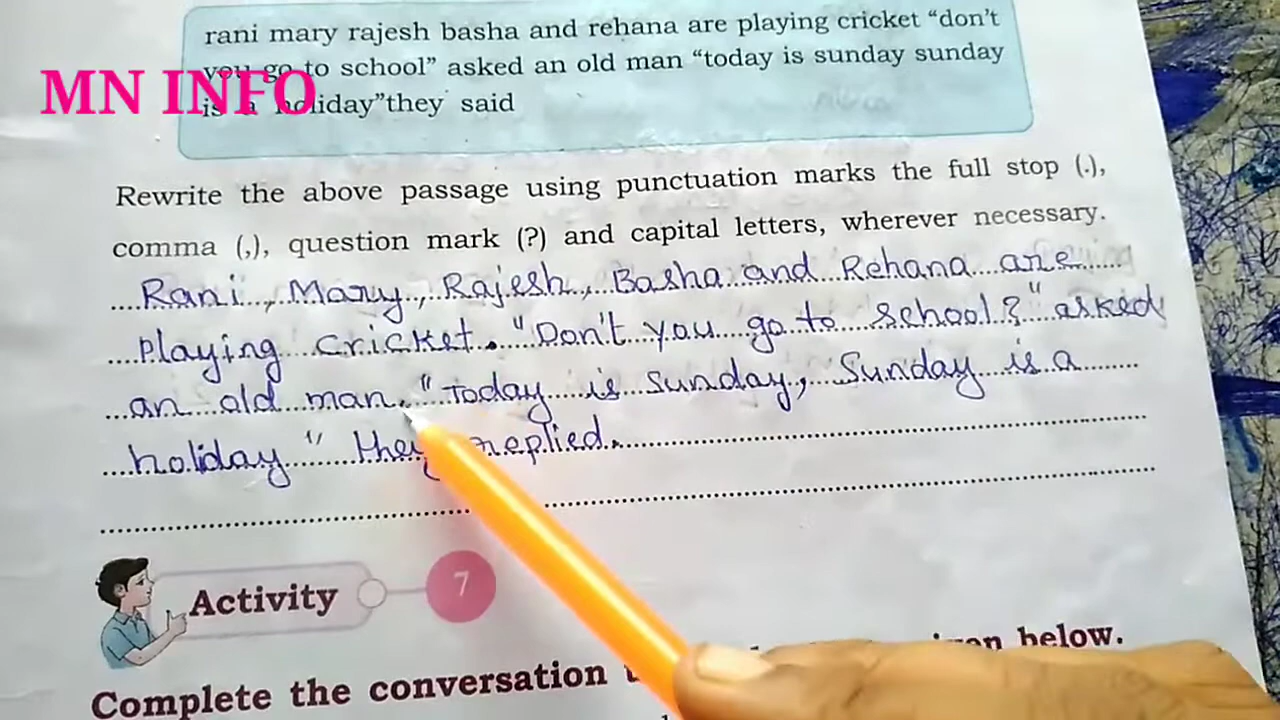 rani mary rajesh basha and rehana are playing cricket “don’t
you go to school” asked an old man “today is sunday sunday
is a holiday”they said
MN INFO
Rewrite the above passage using punctuation marks the full stop (.),
comma (,), question mark (?) and capital letters, wherever necessary.
Rani, Mary, Rajesh, Basha and Rehana are
playing cricket. "Don't you go to school?" asked
an old man. "Today is Sunday, Sunday is a
holiday" they replied.
Activity 7
Complete the conversation given below.